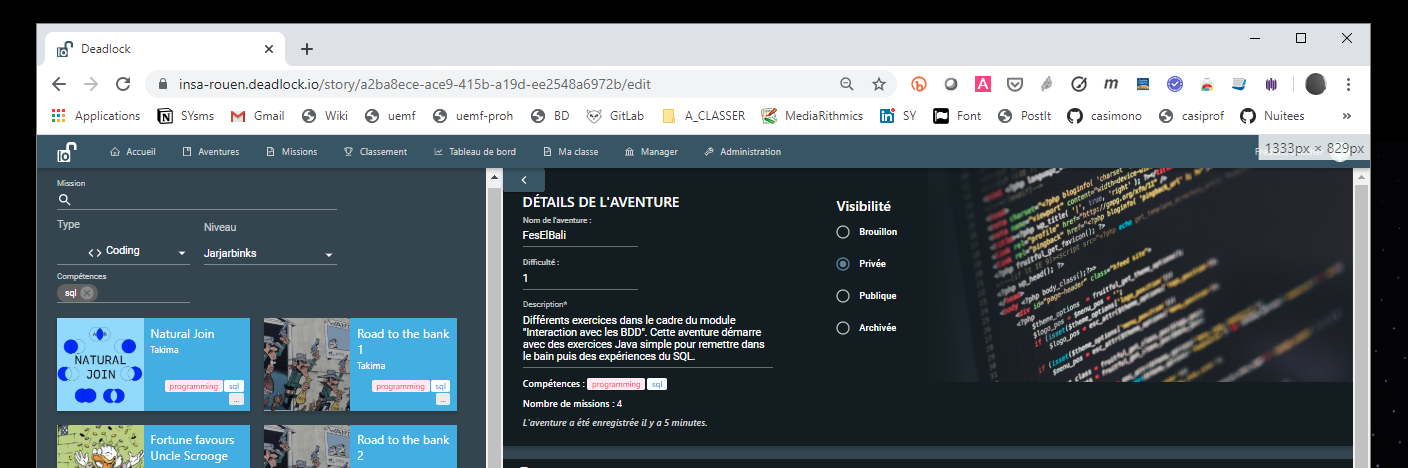 Deadlock
insa-rouen.deadlock.io/story/a2ba8ece-ace9-415b-a19d-ee2548a6972b/edit
Applications SYsms Gmail Wiki uemf uemf-proh BD GitLab A_CLASSER MediaRithmics SY Font PostIt casimono casiprof Nuitees »
Accueil Aventures Missions Classement Tableau de bord Ma classe Manager Administration
1333px × 829px
Mission
Type
Niveau
Coding
Jarjarbinks
Compétences
sql
NATURAL
JOIN
Natural Join
Takima
programming sql
...
Road to the bank
1
Takima
programming sql
...
Fortune favours
Uncle Scrooge
Road to the bank
2
DÉTAILS DE L'AVENTURE
Nom de l'aventure :
FesElBali
Difficulté :
1
Description*
Différents exercices dans le cadre du module
"Interaction avec les BDD". Cette aventure démarre
avec des exercices Java simple pour remettre dans
le bain puis des expériences du SQL.
Compétences : programming sql
Nombre de missions : 4
L'aventure a été enregistrée il y a 5 minutes.
Visibilité
Brouillon
Privée
Publique
Archivée